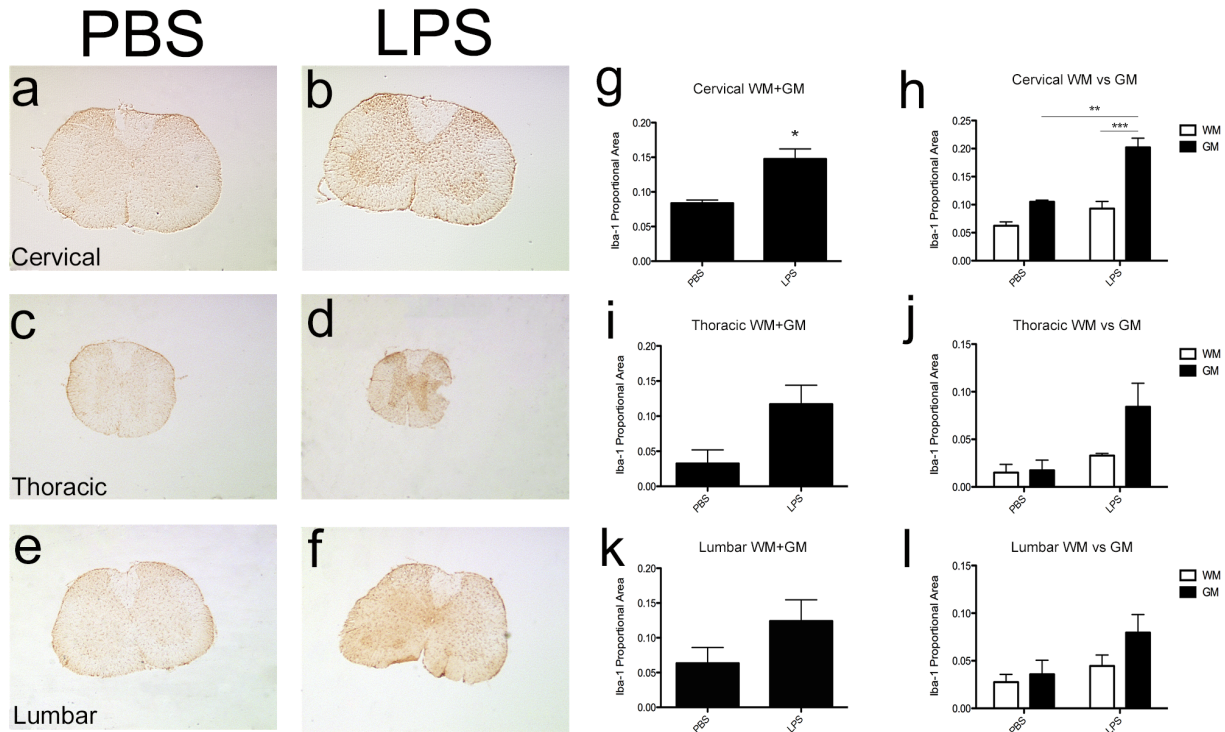 PBS
LPS
a
Cervical
b
c
Thoracic
d
e
Lumbar
f
g
Cervical WM+GM
Iba-1 Proportional Area
0.20
0.15
0.10
0.05
0.00
*
PBS
LPS
h
Cervical WM vs GM
Iba-1 Proportional Area
0.25
0.20
0.15
0.10
0.05
0.00
**
***
WM
GM
PBS
LPS
i
Thoracic WM+GM
Iba-1 Proportional Area
0.20
0.15
0.10
0.05
0.00
PBS
LPS
j
Thoracic WM vs GM
Iba-1 Proportional Area
0.15
0.10
0.05
0.00
WM
GM
PBS
LPS
k
Lumbar WM+GM
Iba-1 Proportional Area
0.20
0.15
0.10
0.05
0.00
PBS
LPS
l
Lumbar WM vs GM
Iba-1 Proportional Area
0.15
0.10
0.05
0.00
WM
GM
PBS
LPS